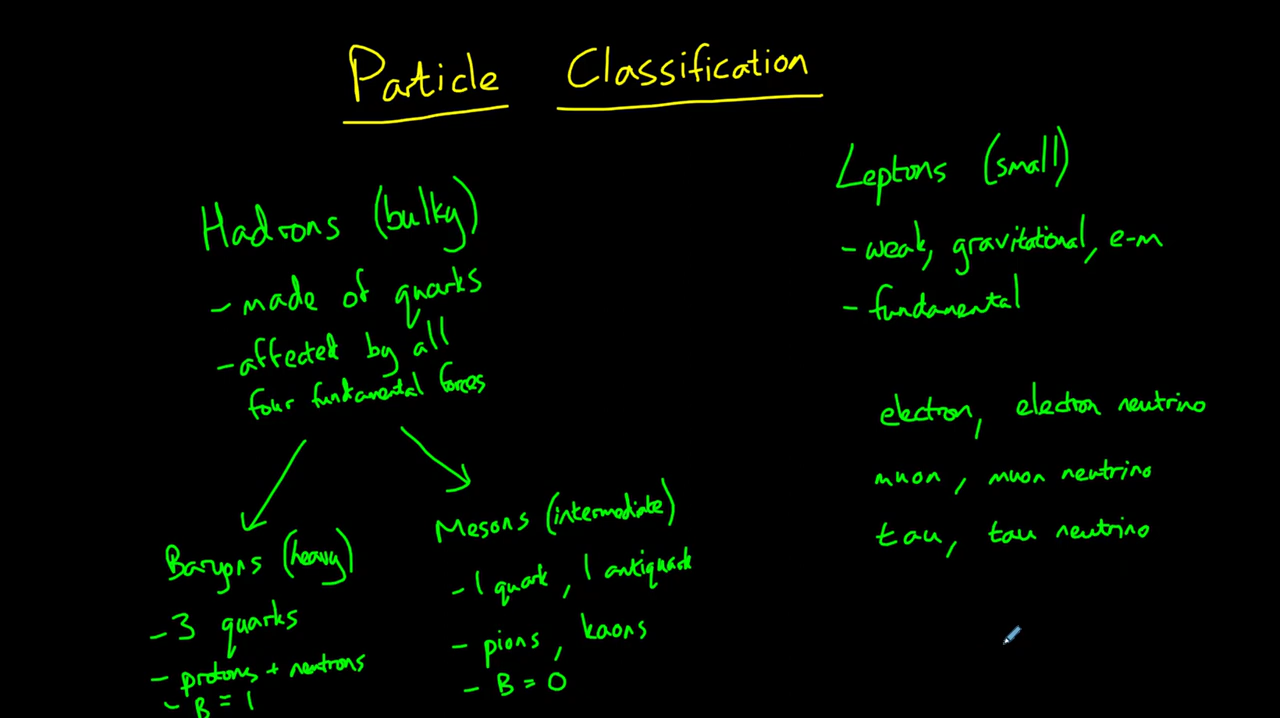 Particle Classification
Hadrons (bulky)
- made of quarks
- affected by all
four fundamental forces
Baryons (heavy)
- 3 quarks
- protons + neutrons
- B = 1
Mesons (intermediate)
- 1 quark, 1 antiquark
- pions, kaons
- B = 0
Leptons (small)
- weak, gravitational, e-m
- fundamental
electron, electron neutrino
muon, muon neutrino
tau, tau neutrino